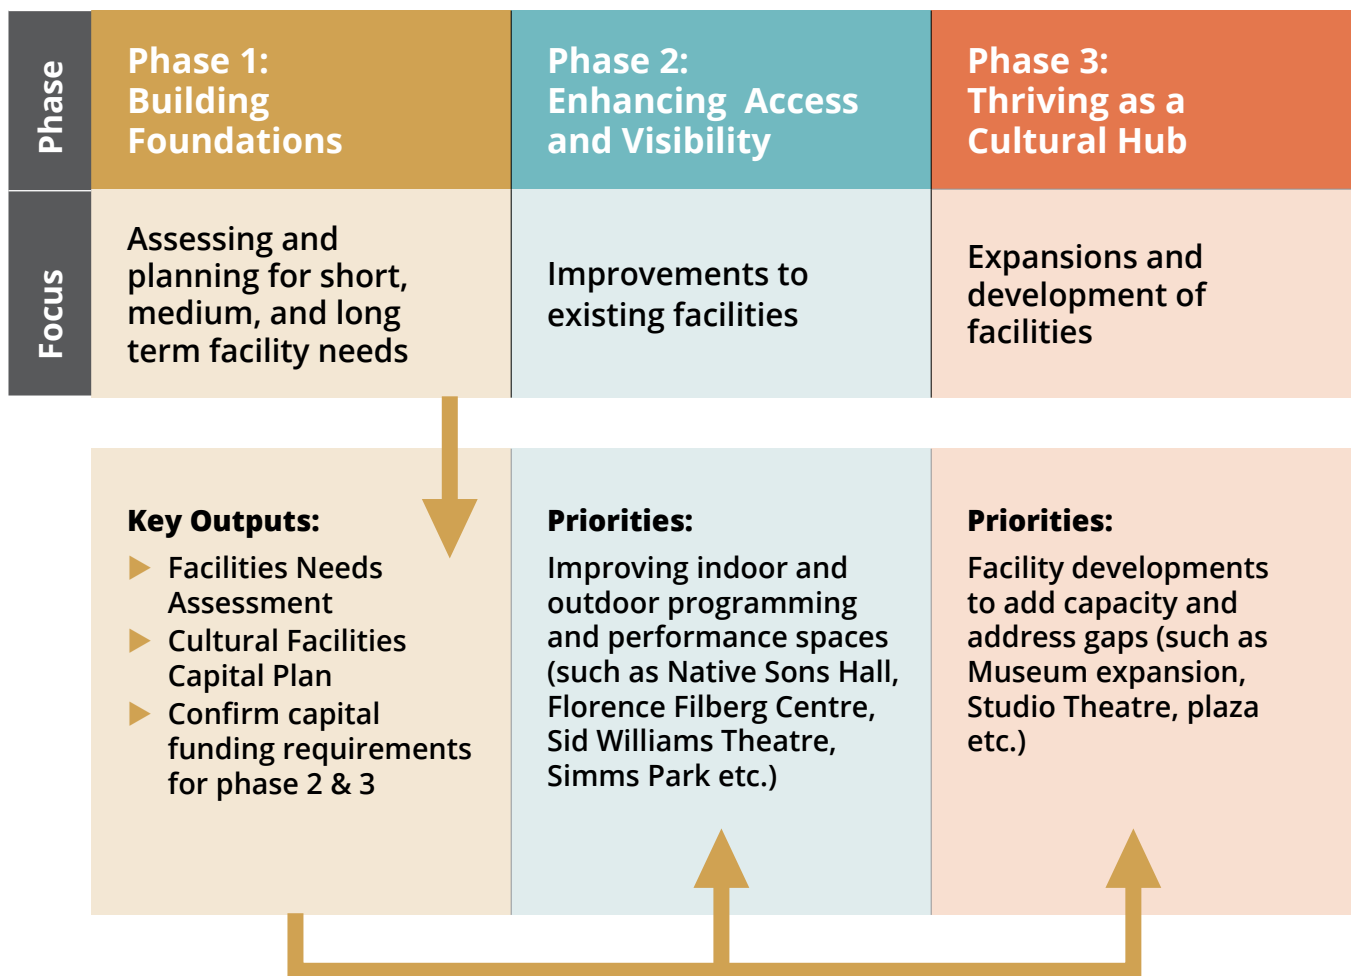 Phase
Phase 1:
Building
Foundations
Phase 2:
Enhancing Access
and Visibility
Phase 3:
Thriving as a
Cultural Hub
Focus
Assessing and
planning for short,
medium, and long
term facility needs
Improvements to
existing facilities
Expansions and
development of
facilities
Key Outputs:
Facilities Needs
Assessment
Cultural Facilities
Capital Plan
Confirm capital
funding requirements
for phase 2 & 3
Priorities:
Improving indoor and
outdoor programming
and performance spaces
(such as Native Sons Hall,
Florence Filberg Centre,
Sid Williams Theatre,
Simms Park etc.)
Priorities:
Facility developments
to add capacity and
address gaps (such as
Museum expansion,
Studio Theatre, plaza
etc.)